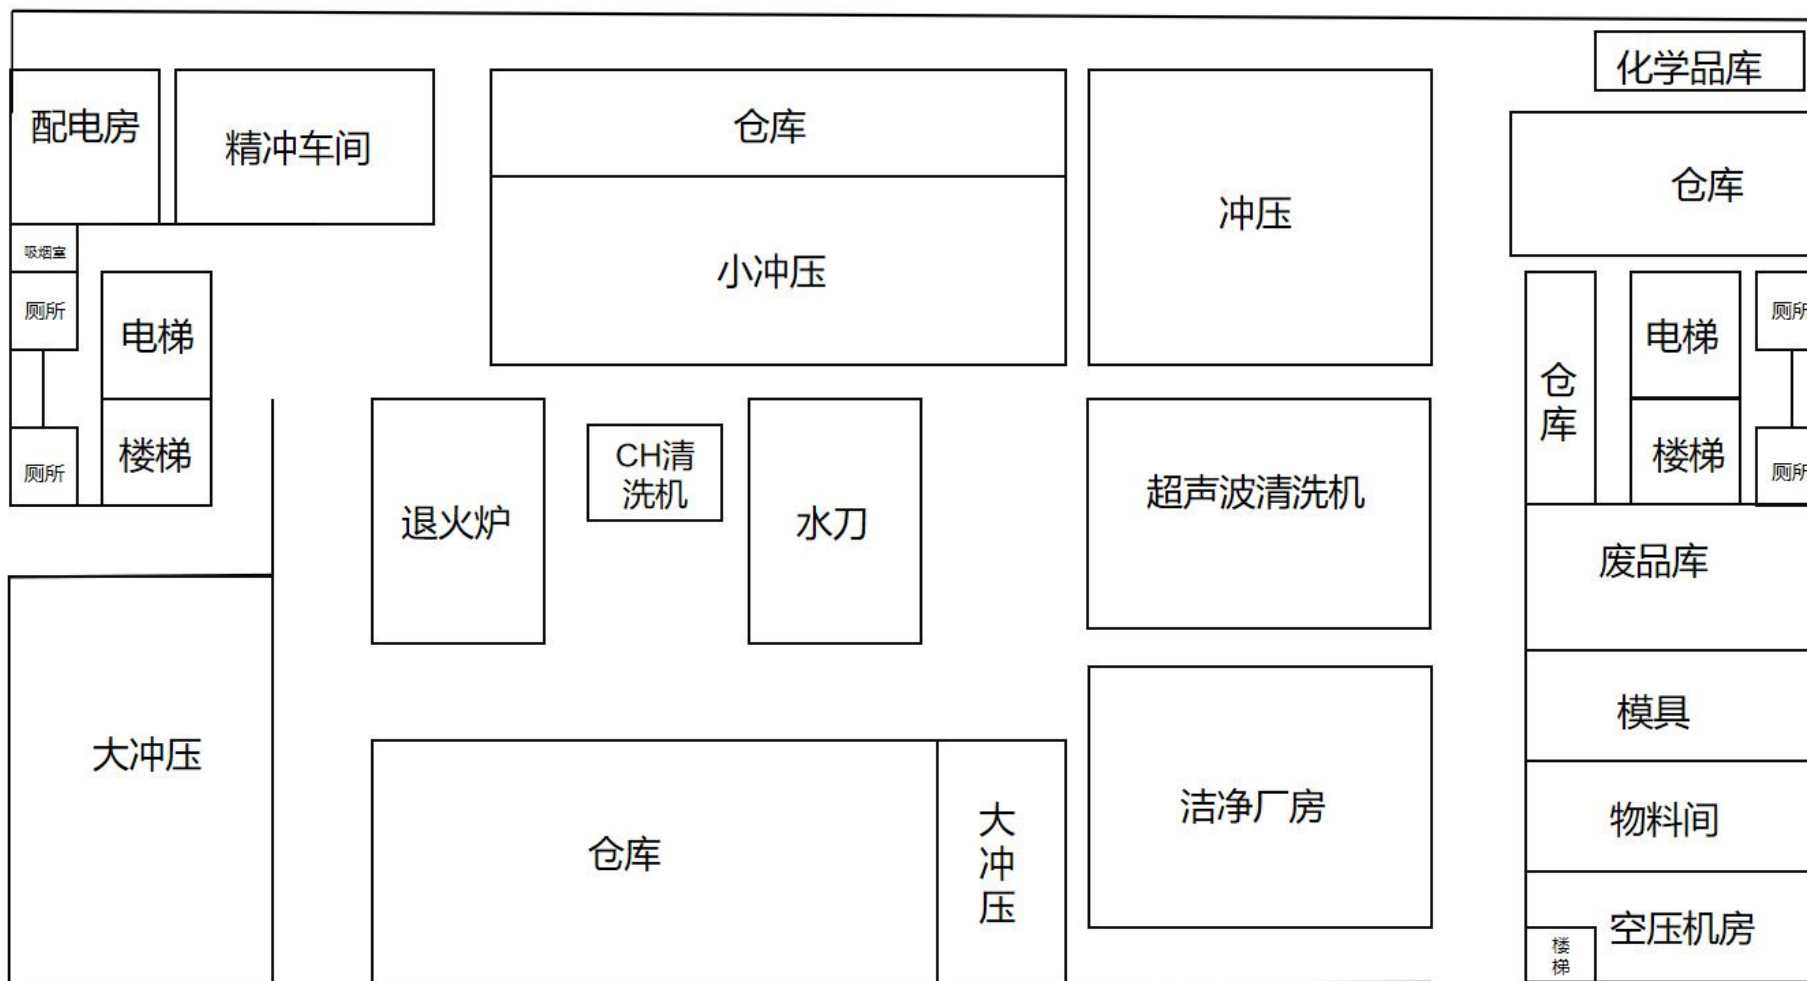 化学品库
配电房
精冲车间
仓库
仓库
冲压
小冲压
吸烟室
厕所
电梯
电梯
厕所
仓
库
楼梯
厕所
CH清
洗机
退火炉
水刀
超声波清洗机
楼梯
厕所
废品库
模具
大冲压
洁净厂房
物料间
仓库
大
冲
压
空压机房
楼
梯